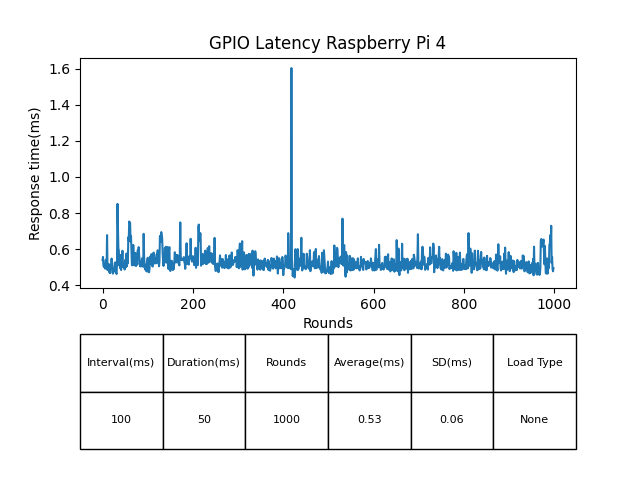 GPIO Latency Raspberry Pi 4
Response time(ms)
1.6
1.4
1.2
1.0
0.8
0.6
0.4
0 200 400 600 800 1000
Rounds
Interval(ms) Duration(ms) Rounds Average(ms) SD(ms) Load Type
100 50 1000 0.53 0.06 None